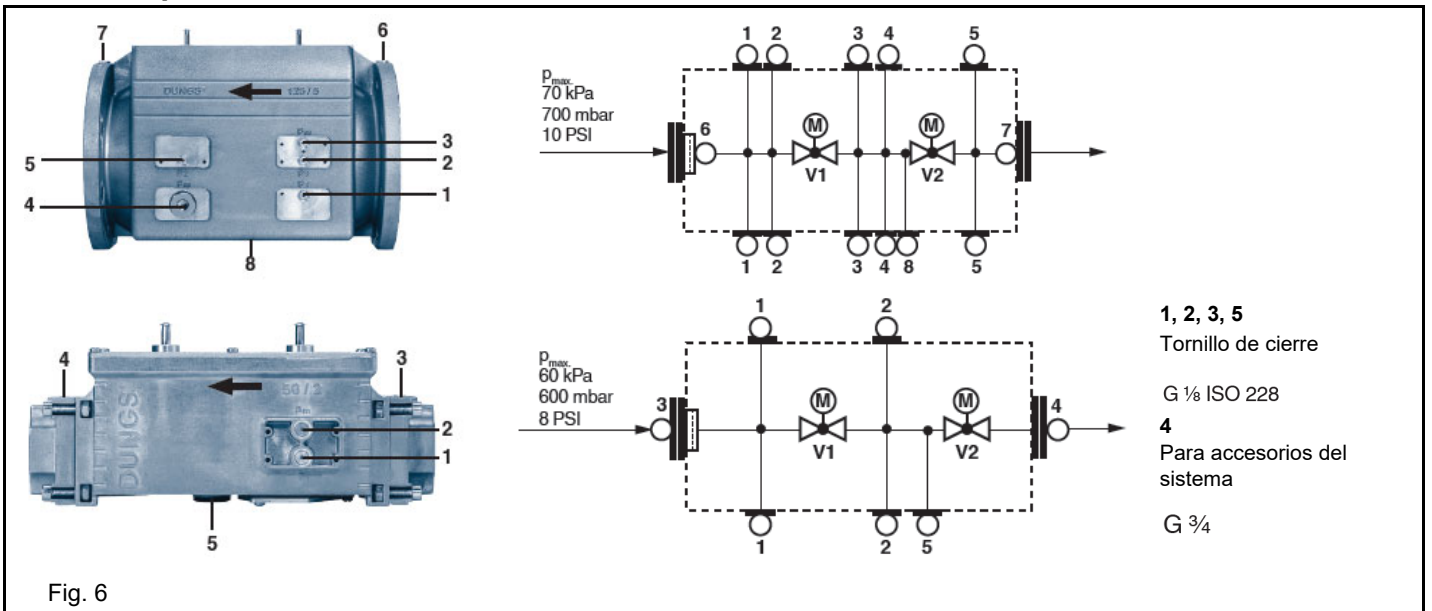 7
6
DUNGS
125 / 5
3
2
5
1
4
8
1 2 3 4 5
pmax.
70 kPa
700 mbar
10 PSI
6
M
M
7
V1
V2
1 2 3 4 8 5
4
3
50 / 3
DUNGS
2
1
5
1 2
pmax.
60 kPa
600 mbar
8 PSI
3
M
M
4
V1
V2
1 2 5
1, 2, 3, 5
Tornillo de cierre
G ⅛ ISO 228
4
Para accesorios del
sistema
G ¾
Fig. 6